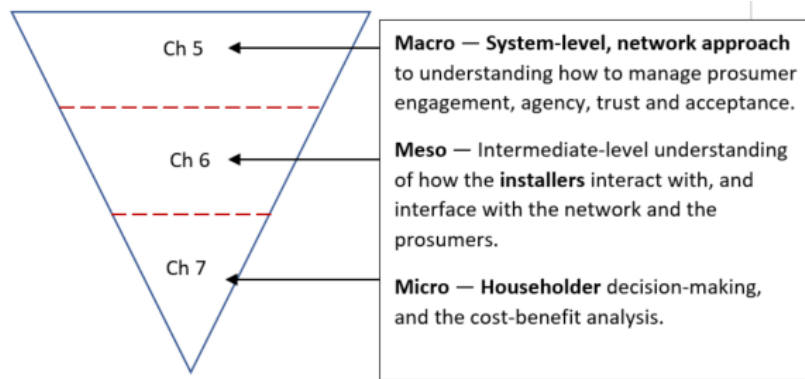 Ch 5
Macro — System-level, network approach
to understanding how to manage prosumer
engagement, agency, trust and acceptance.
Ch 6
Meso — Intermediate-level understanding
of how the installers interact with, and
interface with the network and the
prosumers.
Ch 7
Micro — Householder decision-making,
and the cost-benefit analysis.